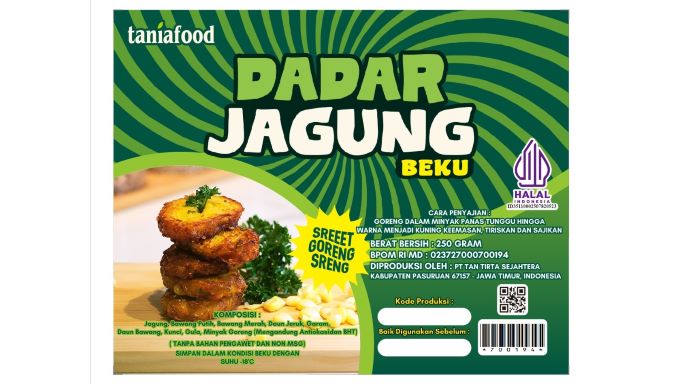 taniafood
DADAR
JAGUNG
BEKU
HALAL
INDONESIA
ID35110002507820523
CARA PENYAJIAN :
GORENG DALAM MINYAK PANAS TUNGGU HINGGA
WARNA MENJADI KUNING KEEMASAN, TIRISKAN DAN SAJIKAN
SREEET
GORENG
SRENG
BERAT BERSIH : 250 GRAM
BPOM RI MD : 023727000700194
DIPRODUKSI OLEH : PT TAN TIRTA SEJAHTERA
KABUPATEN PASURUAN 67157 - JAWA TIMUR, INDONESIA
KOMPOSISI :
Jagung, Bawang Putih, Bawang Merah, Daun Jeruk, Garam,
Daun Bawang, Kunci, Gula, Minyak Goreng (Mengandung Antioksidan BHT)
( TANPA BAHAN PENGAWET DAN NON MSG)
SIMPAN DALAM KONDISI BEKU DENGAN
SUHU -18°C
Kode Produksi :
Baik Digunakan Sebelum :
*700194*